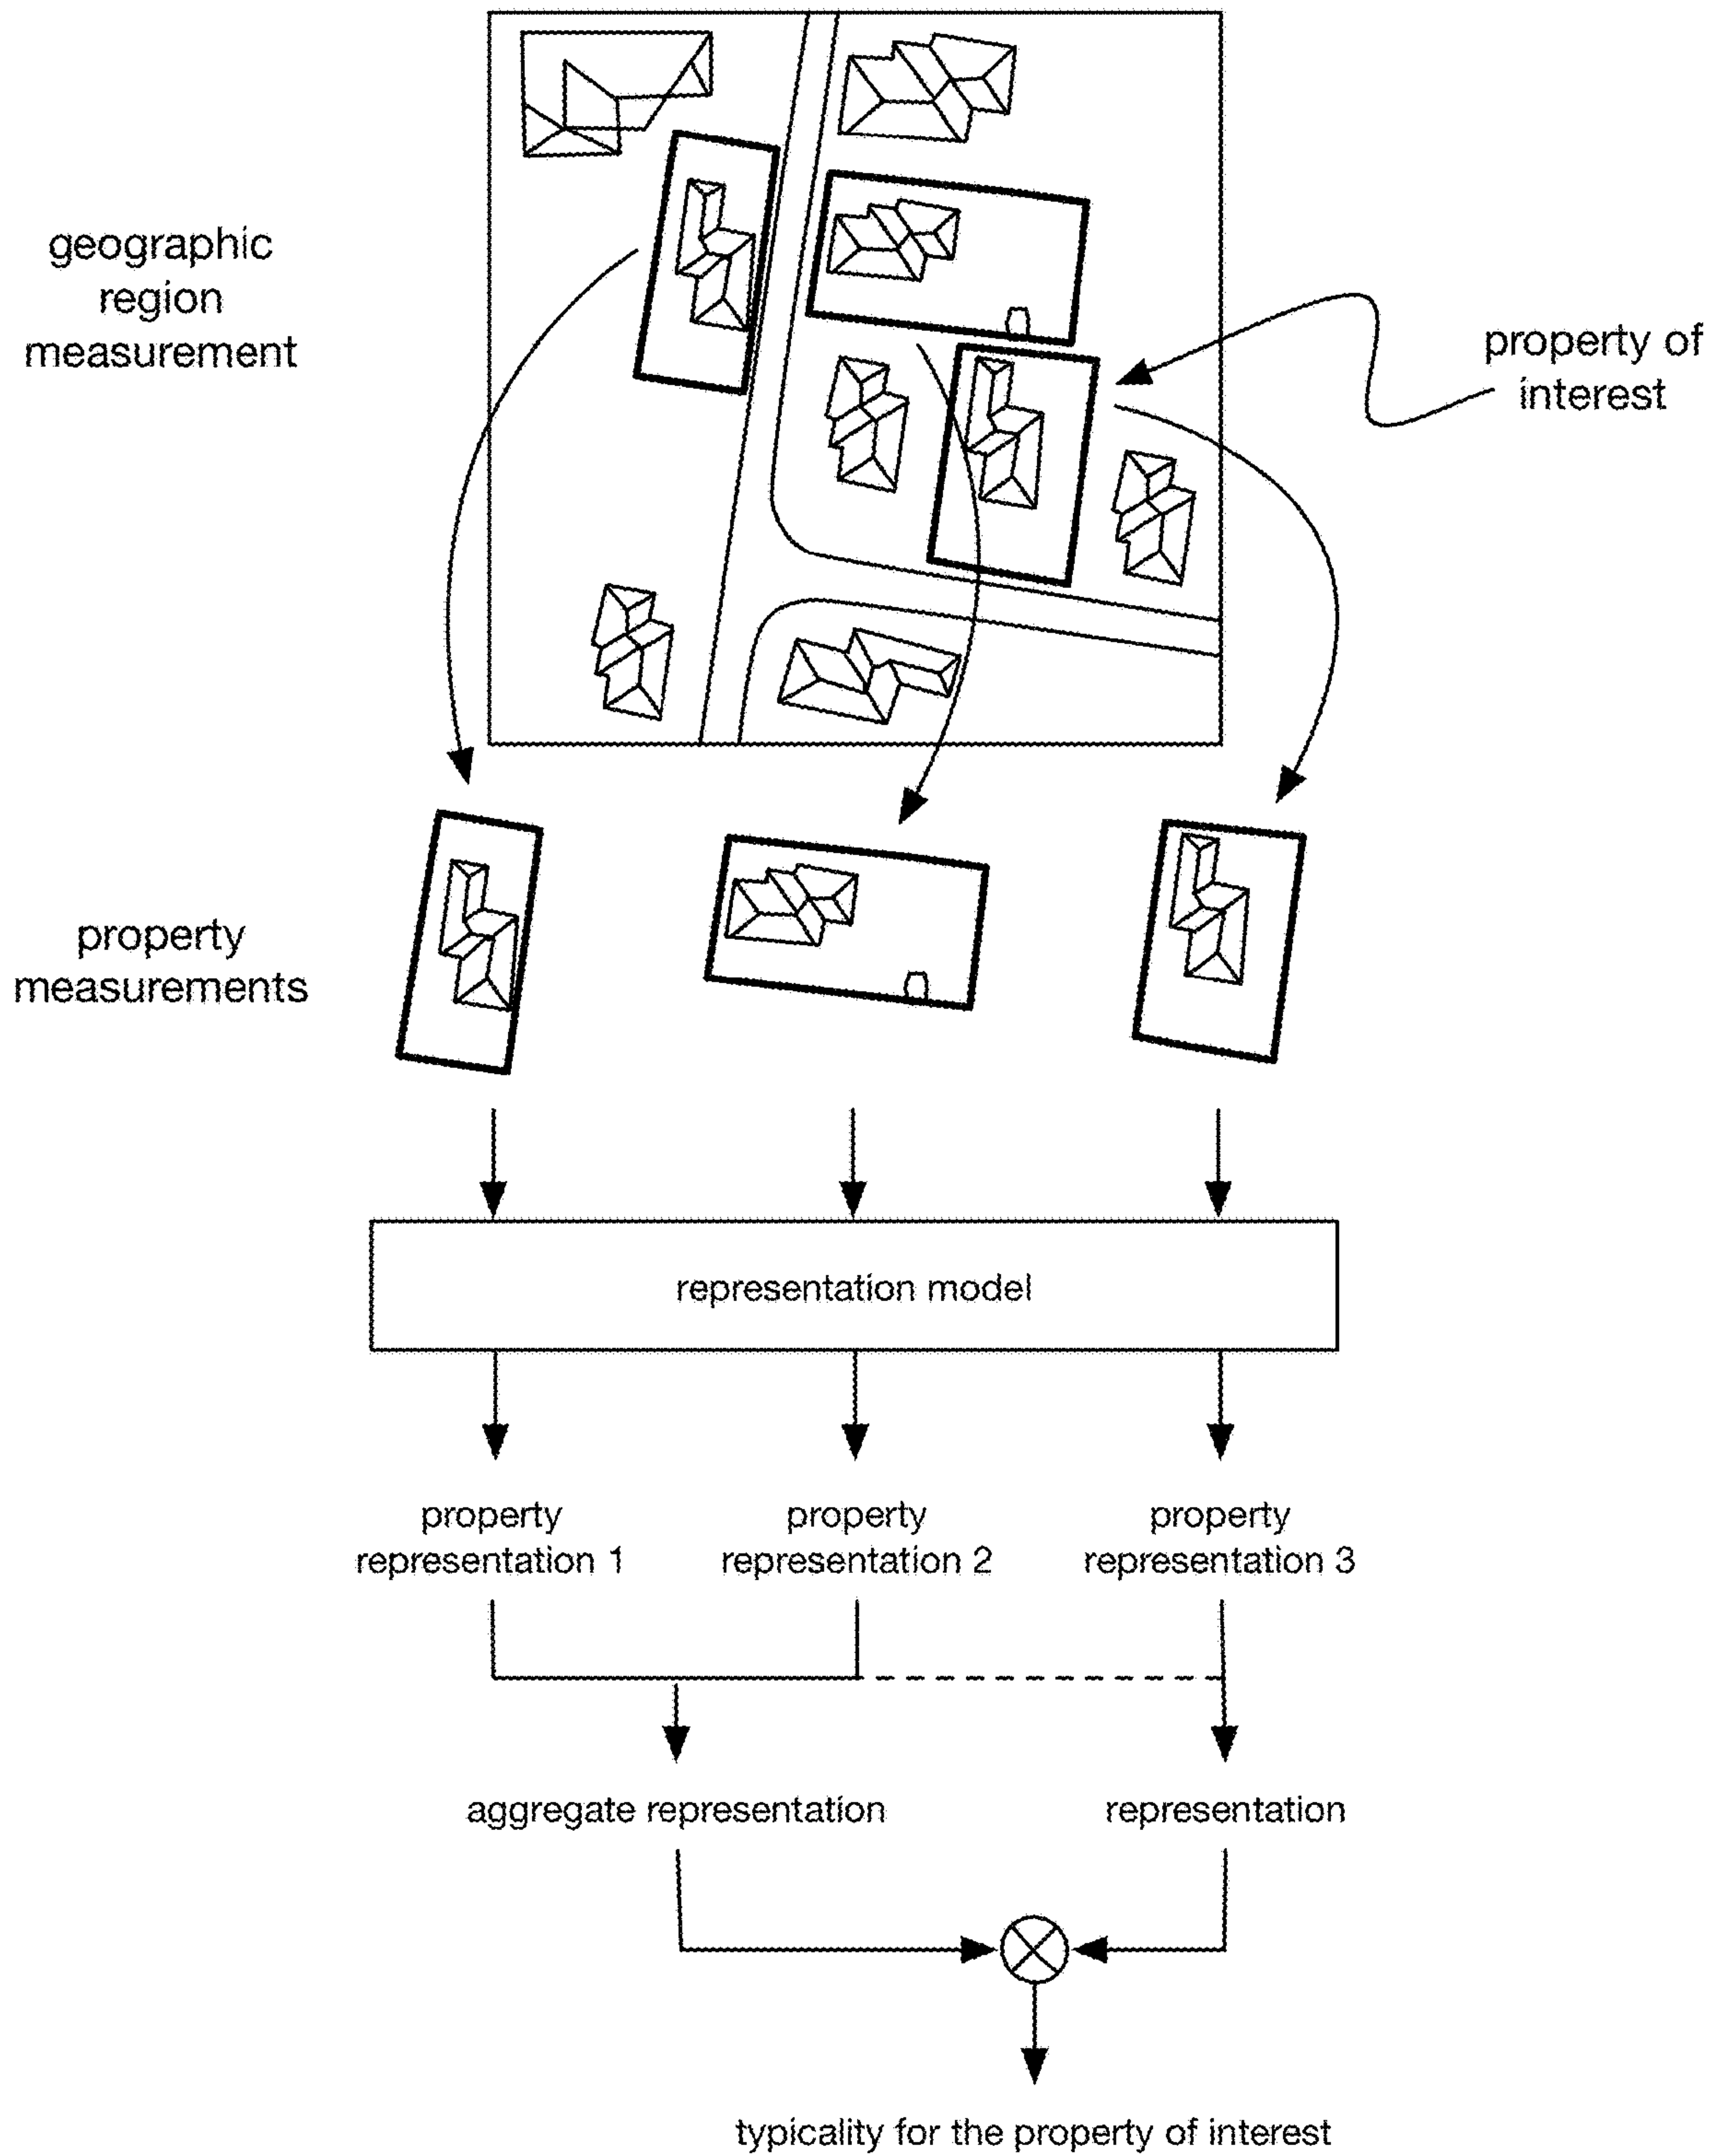 geographic
region
measurement
property of
interest
property
measurements
representation model
property
representation 1
property
representation 2
property
representation 3
aggregate representation
representation
typicality for the property of interest